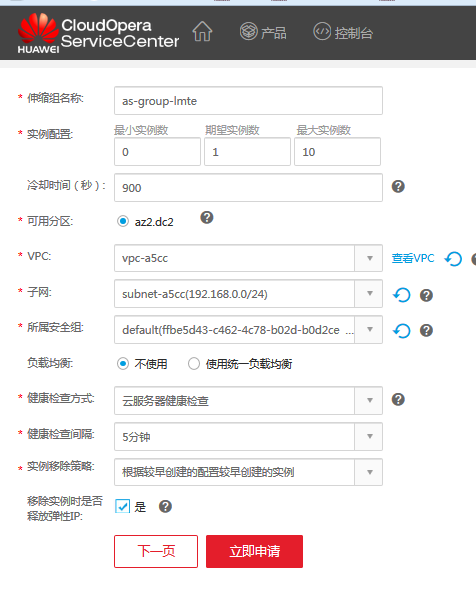 HUAWEI
CloudOpera
ServiceCenter
产品
控制台
* 伸缩组名称: as-group-lmte
最小实例数 期望实例数 最大实例数
* 实例配置: 0 1 10
冷却时间（秒）: 900
* 可用分区: az2.dc2
* VPC: vpc-a5cc 查看VPC
* 子网: subnet-a5cc(192.168.0.0/24)
* 所属安全组: default(ffbe5d43-c462-4c78-b02d-b0d2ce ...
负载均衡: 不使用 使用统一负载均衡
* 健康检查方式: 云服务器健康检查
* 健康检查间隔: 5分钟
* 实例移除策略: 根据较早创建的配置较早创建的实例
移除实例时是否
释放弹性IP: 是
下一页 立即申请